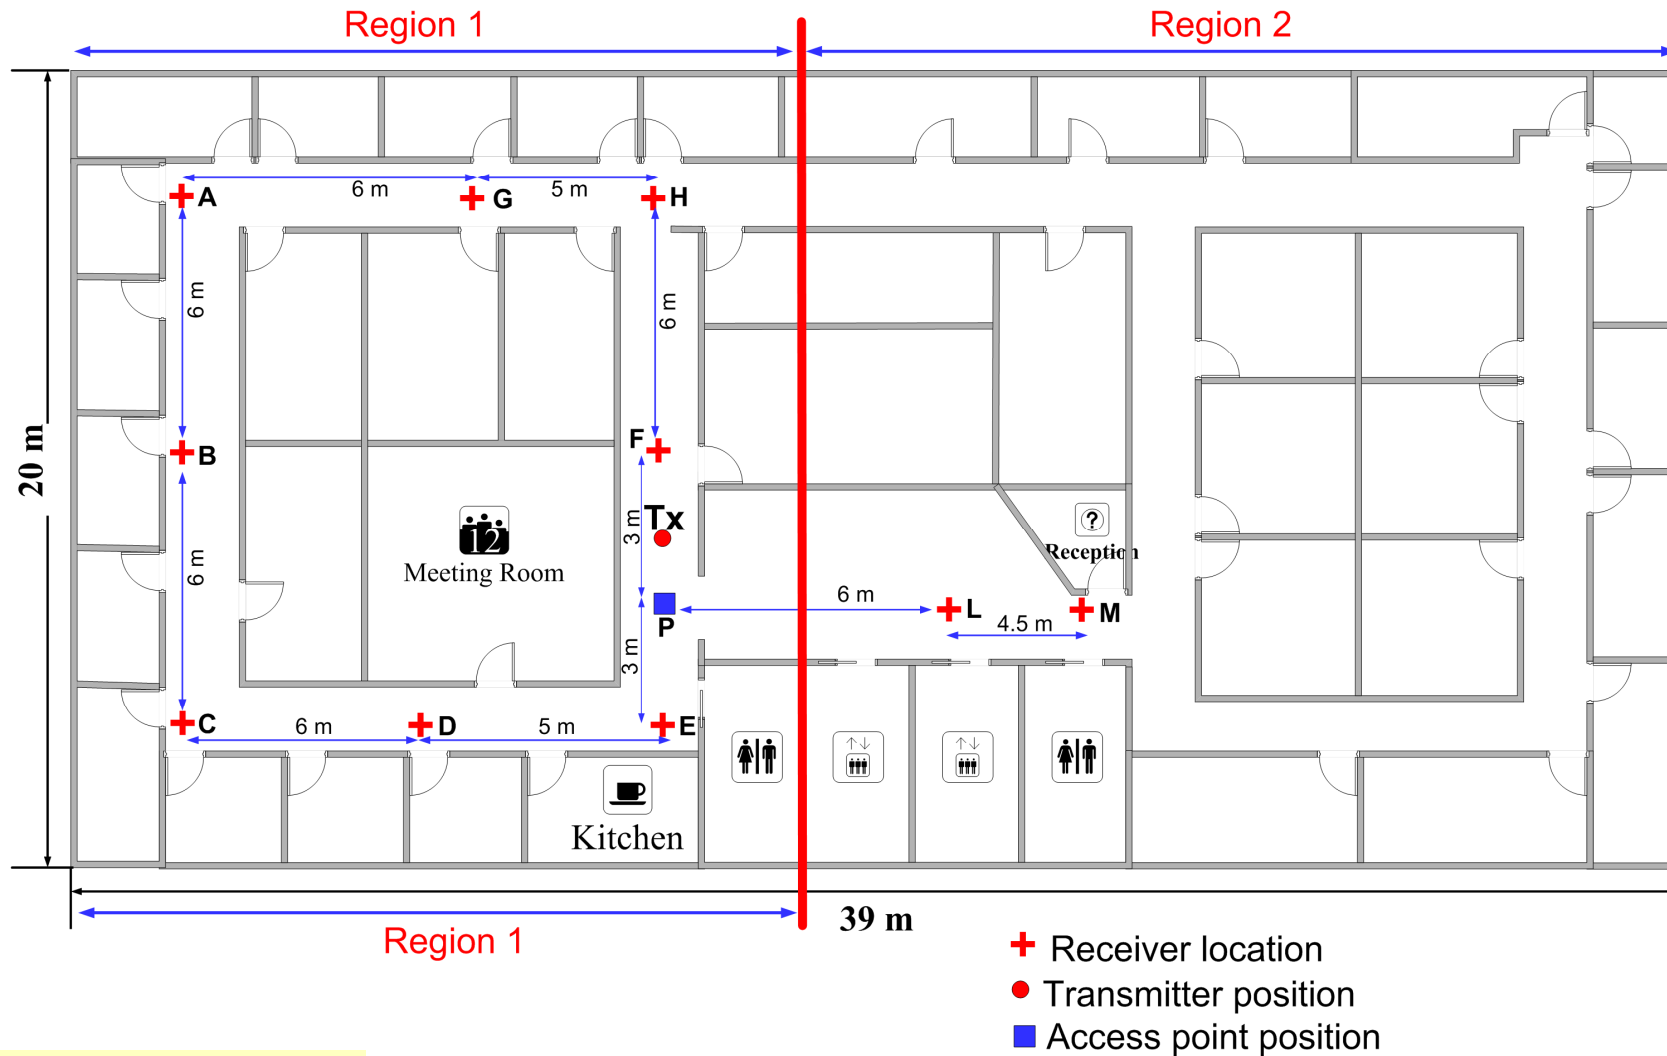 Region 1
Region 2
A
6 m
G
5 m
H
6 m
6 m
20 m
B
F
Tx
3 m
12
Meeting Room
?
Reception
6 m
P
6 m
L
M
4.5 m
3 m
C
6 m
D
5 m
E
Kitchen
39 m
Region 1
Receiver location
Transmitter position
Access point position